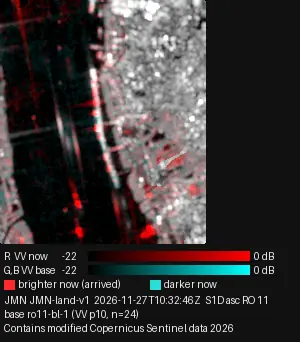 R VV now -22 0 dB
G,B VV base -22 0 dB
brighter now (arrived) darker now
JMN JMN-land-v1 2026-11-27T10:32:46Z S1D asc RO 11
base ro11-bl-1 (VV p10, n=24)
Contains modified Copernicus Sentinel data 2026